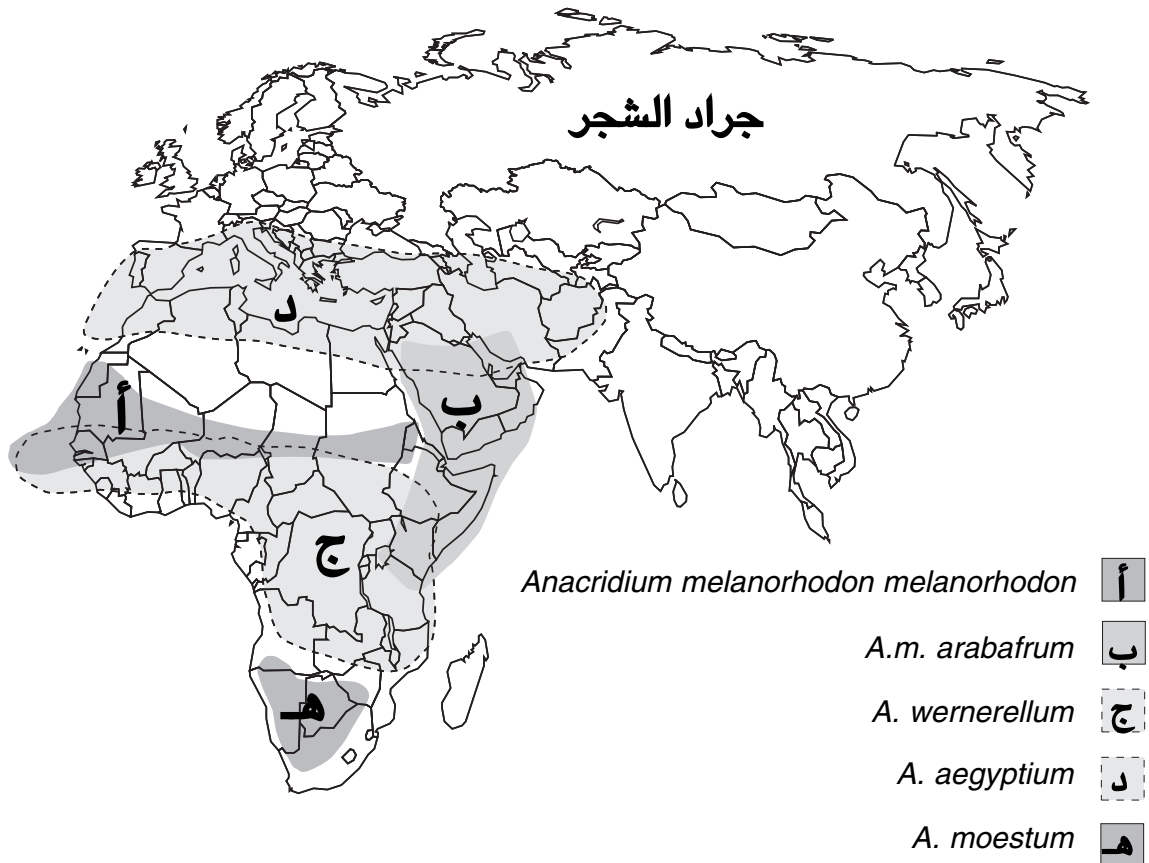 جراد الشجر
د
أ
ب
ج
هـ
Anacridium melanorhodon melanorhodon أ
A.m. arabafrum ب
A. wernerellum ج
A. aegyptium د
A. moestum هـ